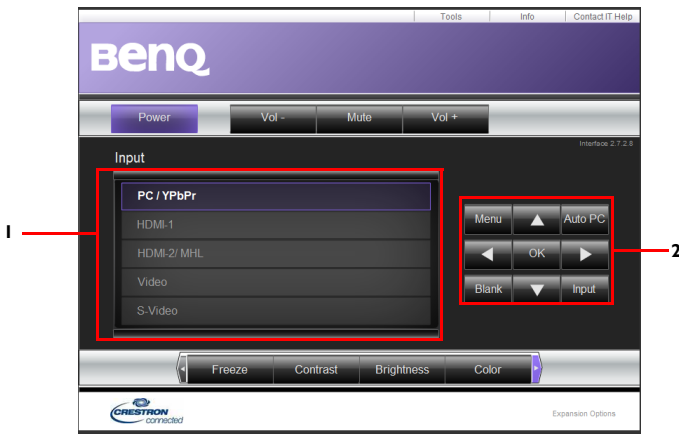 Tools Info Contact IT Help
BenQ
Power Vol - Mute Vol +
Interface 2.7.2.8
Input
PC / YPbPr
HDMI-1
HDMI-2/ MHL
Video
S-Video
1
Menu Auto PC
OK
Blank Input
2
Freeze Contrast Brightness Color
CRESTRON
connected
Expansion Options